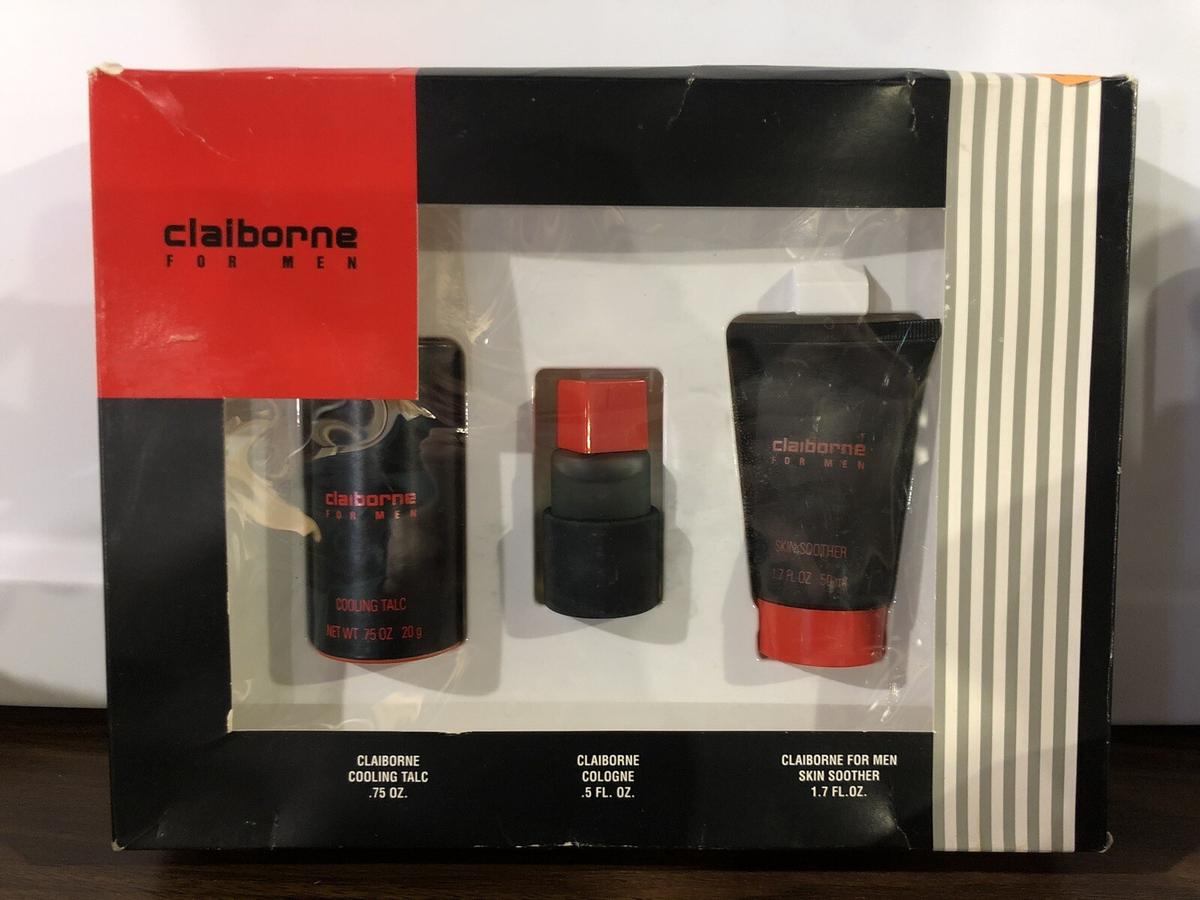 claiborne
FOR MEN
claiborne
FOR MEN
COOLING TALC
NET WT .75 OZ 20 g
claiborne
FOR MEN
SKIN SOOTHER
1.7 FL OZ 50 ml
CLAIBORNE
COOLING TALC
.75 OZ.
CLAIBORNE
COLOGNE
.5 FL. OZ.
CLAIBORNE FOR MEN
SKIN SOOTHER
1.7 FL.OZ.